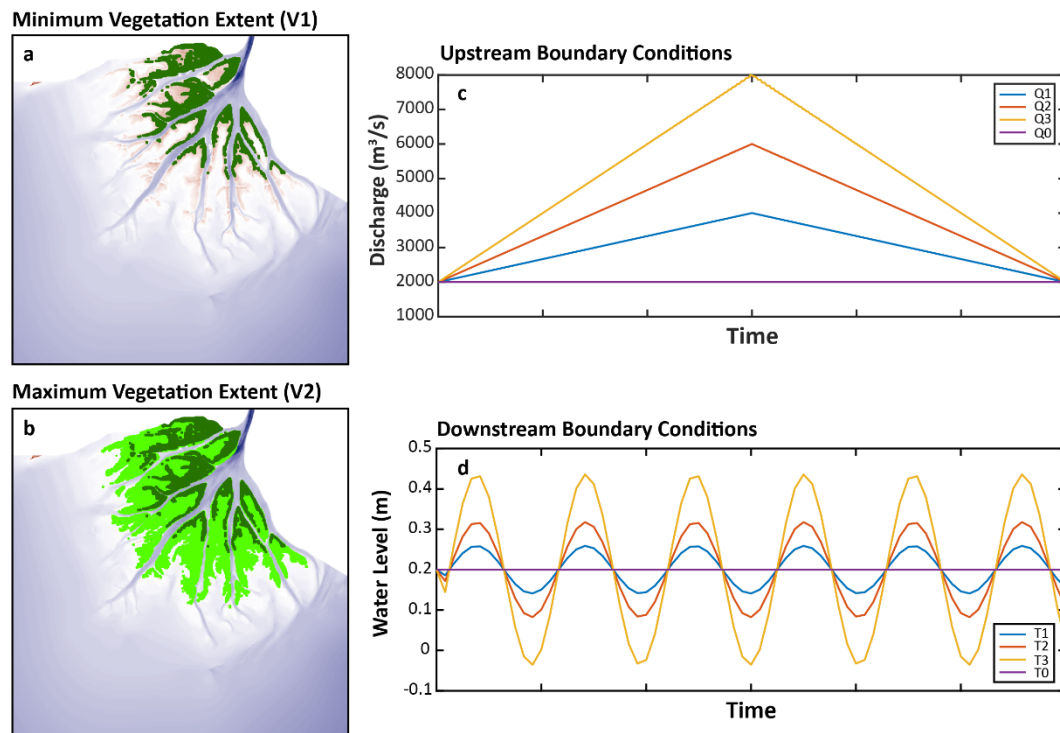 Minimum Vegetation Extent (V1)
a
Maximum Vegetation Extent (V2)
b
Upstream Boundary Conditions
c
8000
7000
6000
5000
4000
3000
2000
1000
Discharge (m³/s)
Time
Q1
Q2
Q3
Q0
Downstream Boundary Conditions
d
0.5
0.4
0.3
0.2
0.1
0
-0.1
Water Level (m)
Time
T1
T2
T3
T0